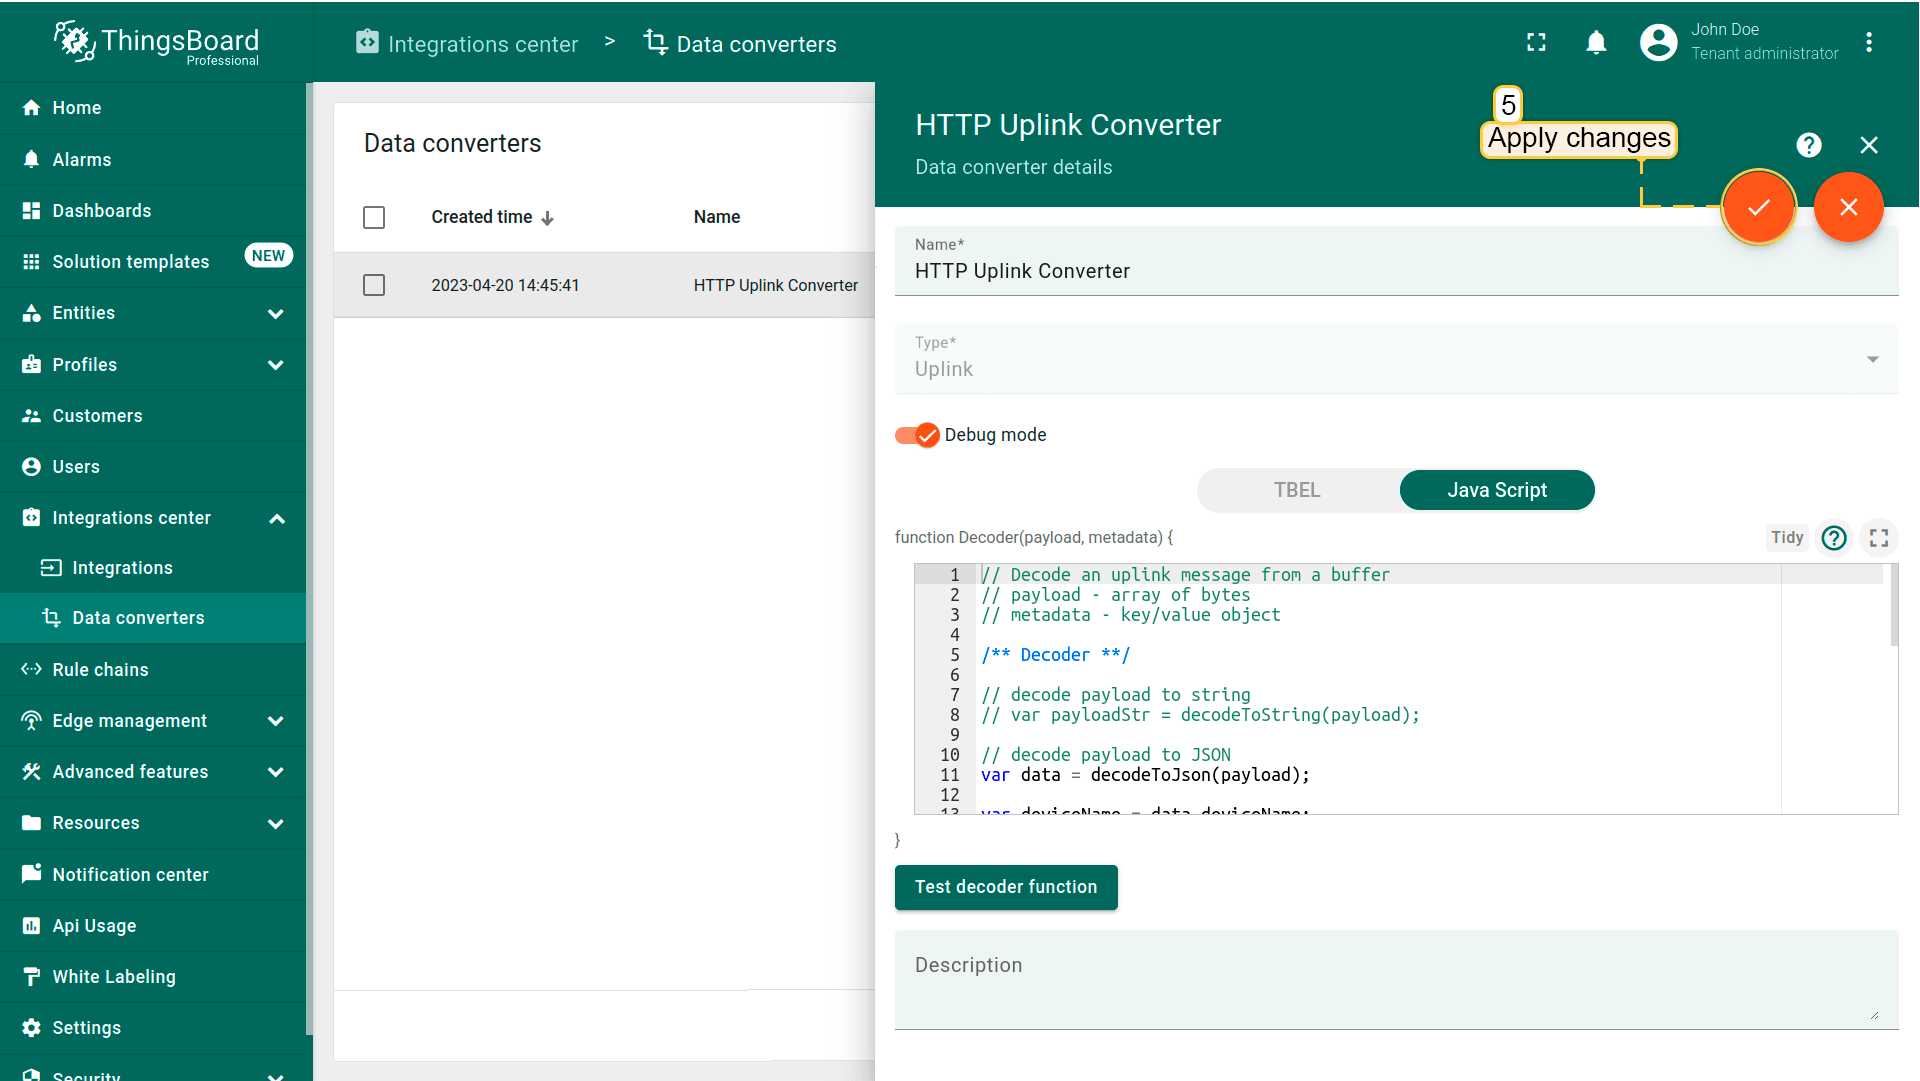 ThingsBoard
Professional
Integrations center > Data converters
John Doe
Tenant administrator
Home
Alarms
Dashboards
Solution templates NEW
Entities
Profiles
Customers
Users
Integrations center
Integrations
Data converters
Rule chains
Edge management
Advanced features
Resources
Notification center
Api Usage
White Labeling
Settings
Security
Data converters
Created time Name
2023-04-20 14:45:41 HTTP Uplink Converter
HTTP Uplink Converter
Data converter details
5
Apply changes
Name*
HTTP Uplink Converter
Type*
Uplink
Debug mode
TBEL Java Script
function Decoder(payload, metadata) {
Tidy
1 // Decode an uplink message from a buffer
2 // payload - array of bytes
3 // metadata - key/value object
4
5 /** Decoder **/
6
7 // decode payload to string
8 // var payloadStr = decodeToString(payload);
9
10 // decode payload to JSON
11 var data = decodeToJson(payload);
12
13 var deviceName = data.deviceName;
}
Test decoder function
Description